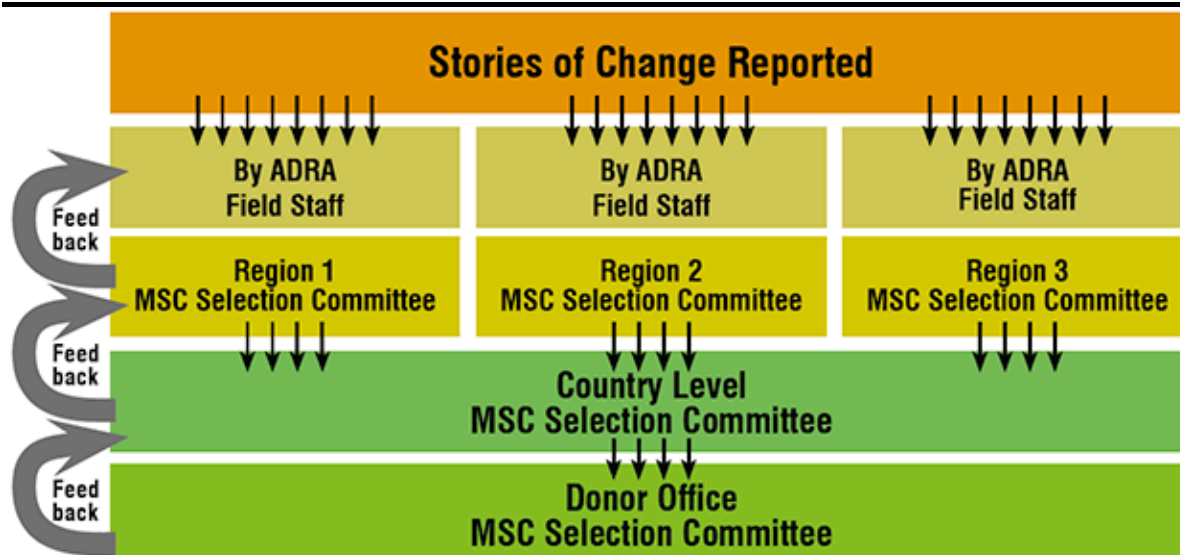 Stories of Change Reported
By ADRA
Field Staff
By ADRA
Field Staff
By ADRA
Field Staff
Feed
back
Region 1
MSC Selection Committee
Region 2
MSC Selection Committee
Region 3
MSC Selection Committee
Feed
back
Country Level
MSC Selection Committee
Feed
back
Donor Office
MSC Selection Committee